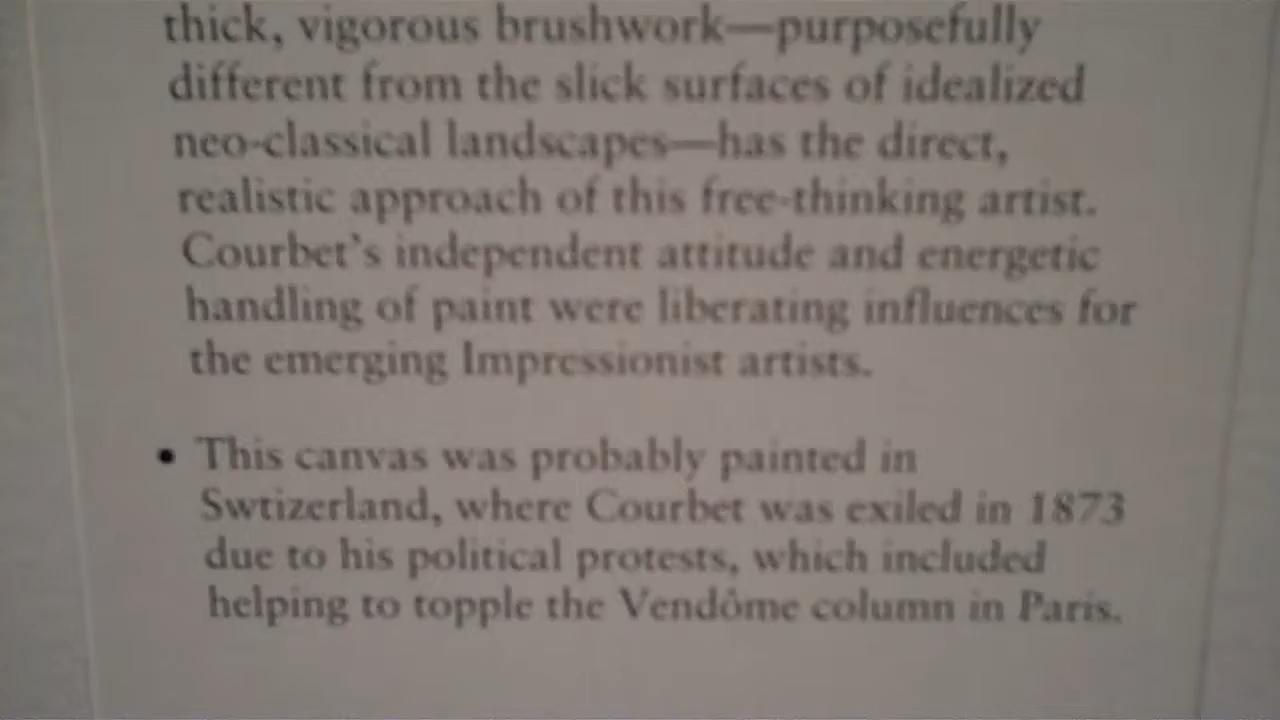 thick, vigorous brushwork—purposefully
different from the slick surfaces of idealized
neo-classical landscapes—has the direct,
realistic approach of this free-thinking artist.
Courbet's independent attitude and energetic
handling of paint were liberating influences for
the emerging Impressionist artists.
• This canvas was probably painted in
Swtizerland, where Courbet was exiled in 1873
due to his political protests, which included
helping to topple the Vendôme column in Paris.